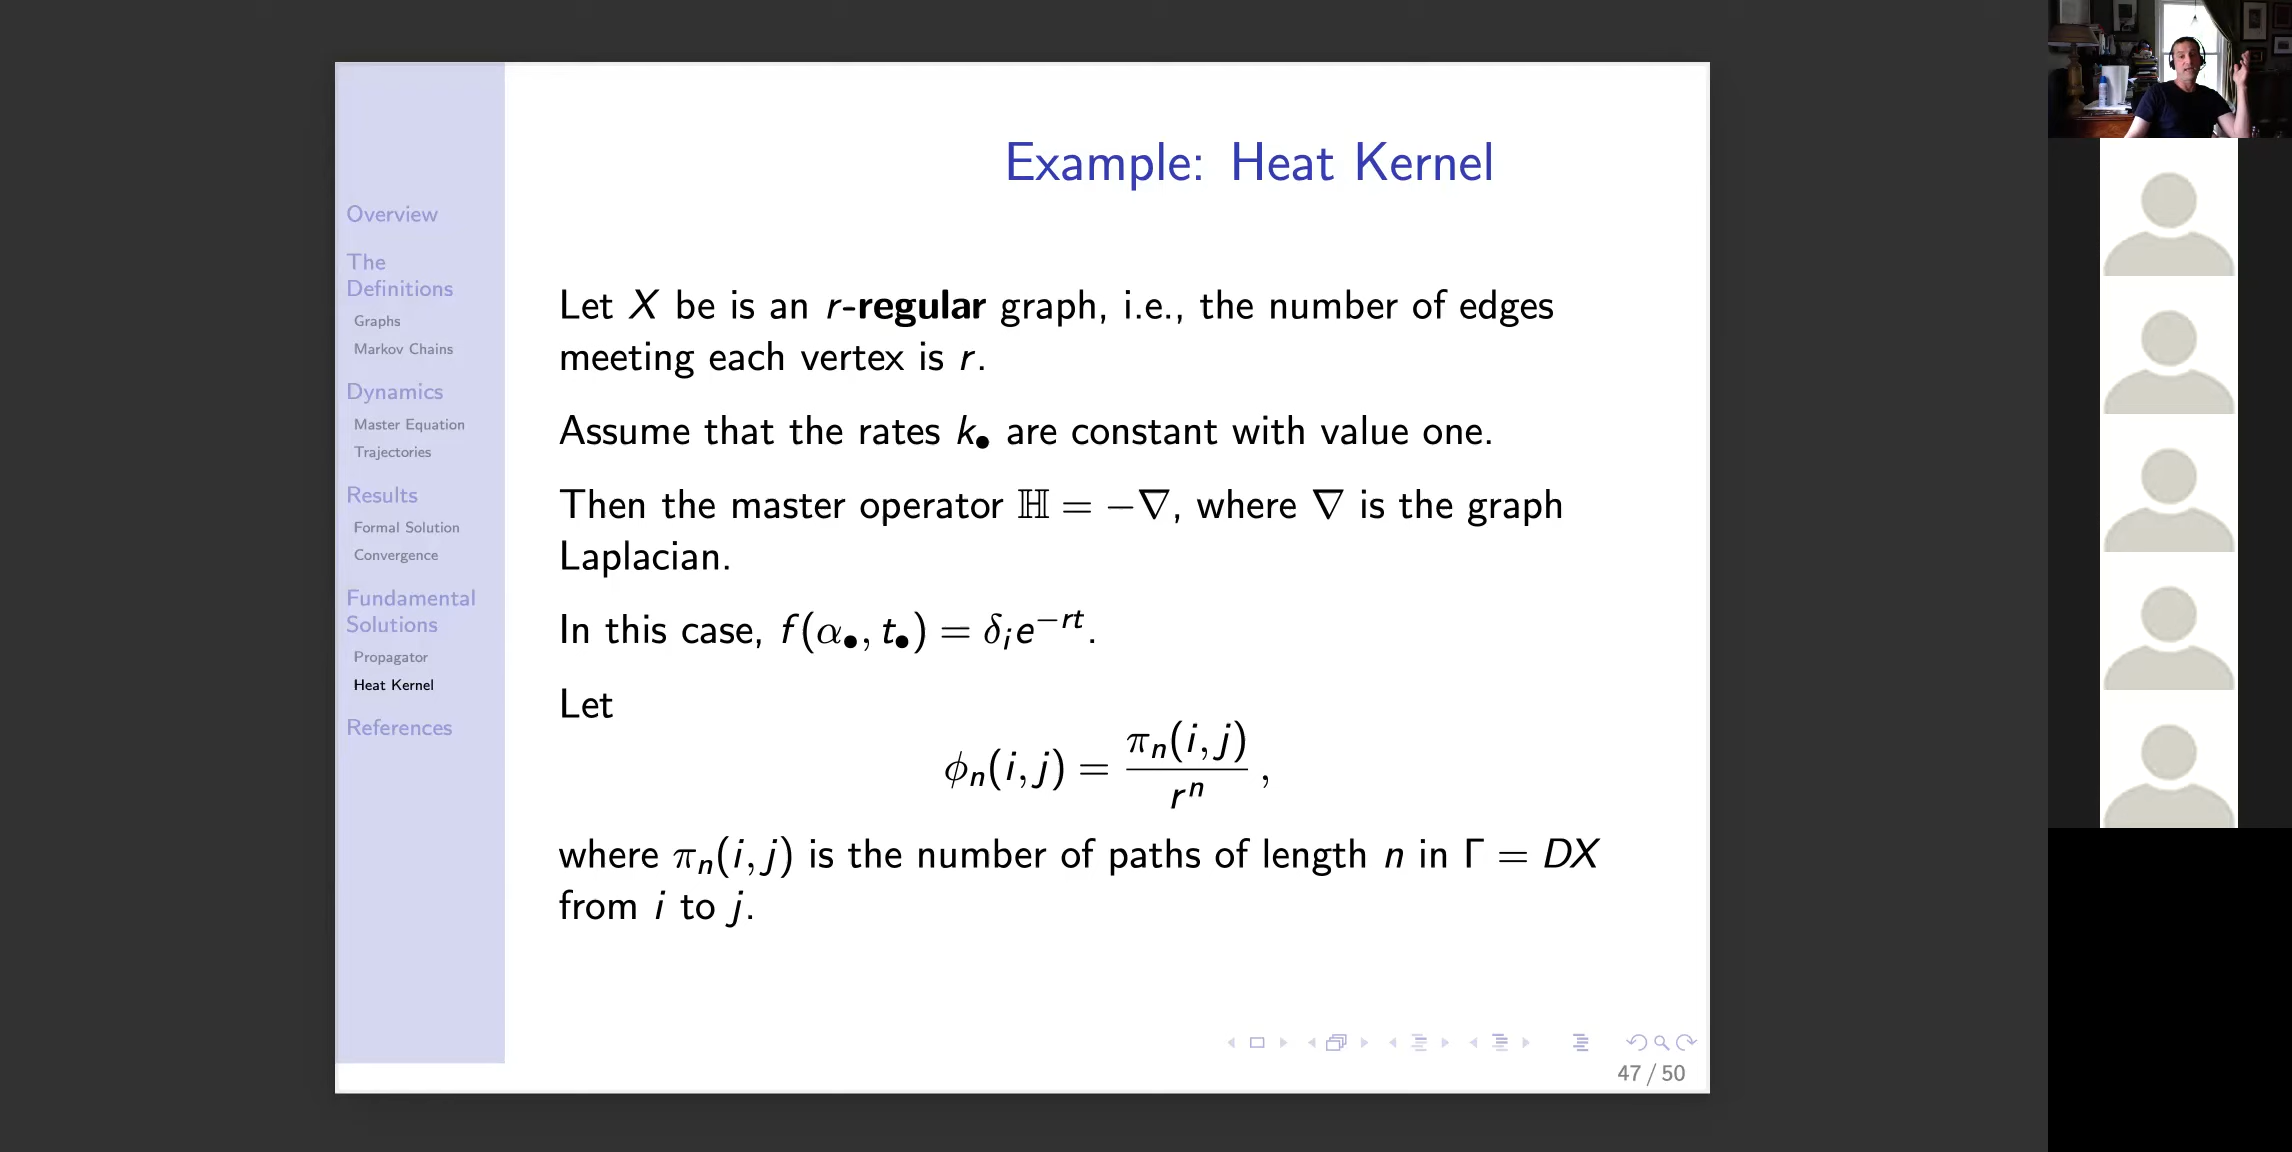 Example: Heat Kernel
Overview
The
Definitions
Graphs
Markov Chains
Dynamics
Master Equation
Trajectories
Results
Formal Solution
Convergence
Fundamental
Solutions
Propagator
Heat Kernel
References
Let X be is an r-regular graph, i.e., the number of edges
meeting each vertex is r.
Assume that the rates k• are constant with value one.
Then the master operator ℍ = −∇, where ∇ is the graph
Laplacian.
In this case, f(α•, t•) = δᵢe^{−rt}.
Let
ϕₙ(i, j) = πₙ(i, j) / rⁿ ,
where πₙ(i, j) is the number of paths of length n in Γ = DX
from i to j.
47 / 50